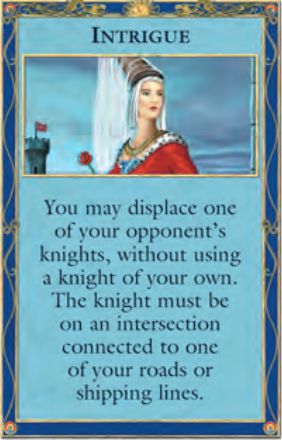 INTRIGUE
You may displace one
of your opponent's
knights, without using
a knight of your own.
The knight must be
on an intersection
connected to one
of your roads or
shipping lines.